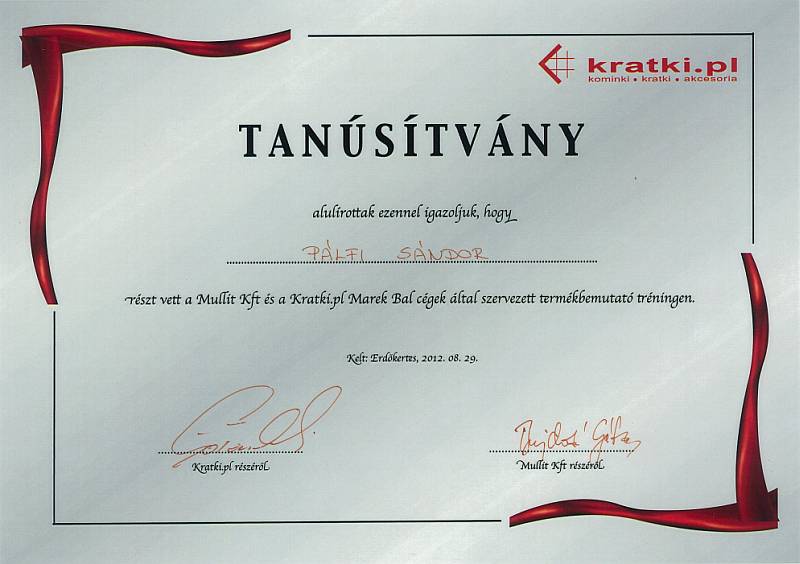 kratki.pl
kominki • kratki • akcesoria
TANÚSÍTVÁNY
alulírottak ezennel igazoljuk, hogy
PÁLFI SÁNDOR
részt vett a Mullit Kft és a Kratki.pl Marek Bal cégek által szervezett termékbemutató tréningen.
Kelt: Erdőkertes, 2012. 08. 29.
Kratki.pl részéről
Mullit Kft részéről